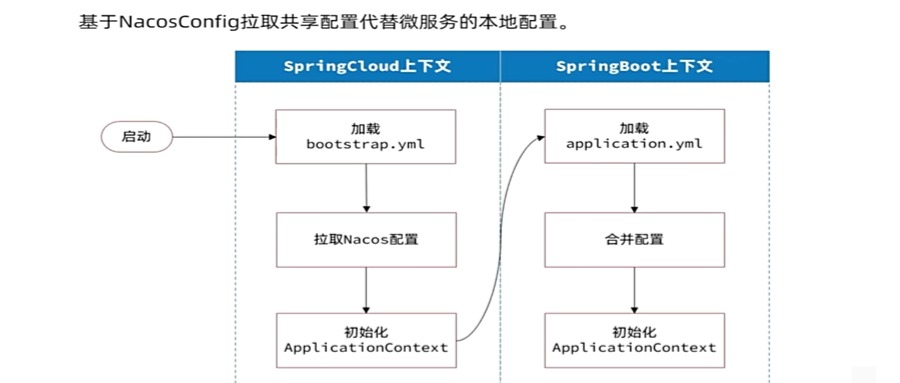 基于NacosConfig拉取共享配置代替微服务的本地配置。
SpringCloud上下文
SpringBoot上下文
启动
加载
bootstrap.yml
加载
application.yml
拉取Nacos配置
合并配置
初始化
ApplicationContext
初始化
ApplicationContext